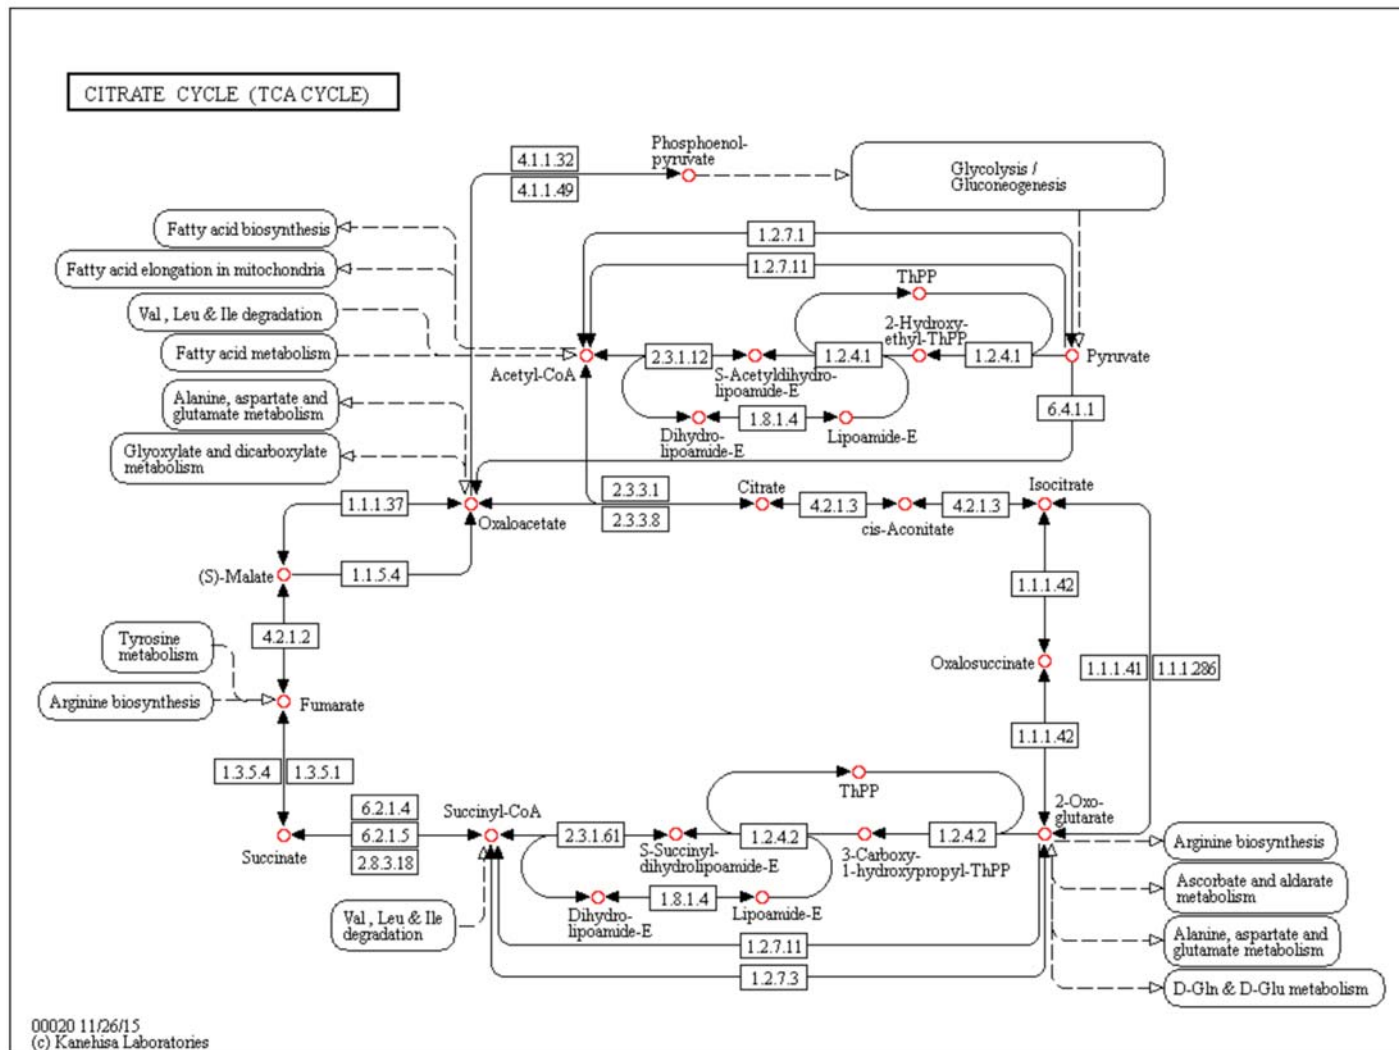 CITRATE CYCLE (TCA CYCLE)
Phosphoenol-
pyruvate
4.1.1.32
4.1.1.49
Glycolysis /
Gluconeogenesis
Fatty acid biosynthesis
Fatty acid elongation in mitochondria
Val , Leu & Ile degradation
Fatty acid metabolism
Alanine, aspartate and
glutamate metabolism
Glyoxylate and dicarboxylate
metabolism
1.2.7.1
1.2.7.11
ThPP
2-Hydroxy-
ethyl-ThPP
2.3.1.12
1.2.4.1
1.2.4.1
Pyruvate
Acetyl-CoA
S-Acetyldihydro-
lipoamide-E
1.8.1.4
6.4.1.1
Dihydro-
lipoamide-E
Lipoamide-E
1.1.1.37
Oxaloacetate
2.3.3.1
2.3.3.8
Citrate
4.2.1.3
cis-Aconitate
4.2.1.3
Isocitrate
(S)-Malate
1.1.5.4
1.1.1.42
4.2.1.2
Tyrosine
metabolism
Arginine biosynthesis
Fumarate
Oxalosuccinate
1.1.1.41
1.1.1.286
1.1.1.42
1.3.5.4
1.3.5.1
ThPP
6.2.1.4
6.2.1.5
2.8.3.18
Succinate
Succinyl-CoA
2.3.1.61
1.2.4.2
1.2.4.2
2-Oxo-
glutarate
S-Succinyl-
dihydrolipoamide-E
3-Carboxy-
1-hydroxypropyl-ThPP
1.8.1.4
Dihydro-
lipoamide-E
Lipoamide-E
Val , Leu & Ile
degradation
1.2.7.11
1.2.7.3
Arginine biosynthesis
Ascorbate and aldarate
metabolism
Alanine, aspartate and
glutamate metabolism
D-Gln & D-Glu metabolism
00020 11/26/15
(c) Kanehisa Laboratories